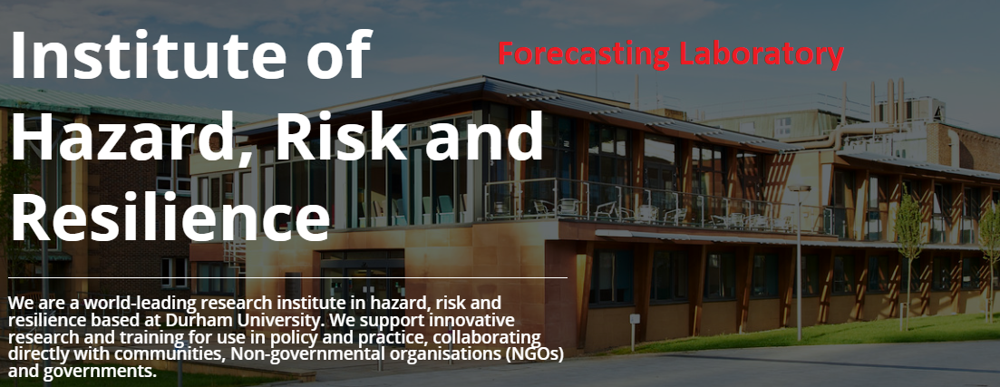 Institute of
Forecasting Laboratory
Hazard, Risk and
Resilience
We are a world-leading research institute in hazard, risk and
resilience based at Durham University. We support innovative
research and training for use in policy and practice, collaborating
directly with communities, Non-governmental organisations (NGOs)
and governments.